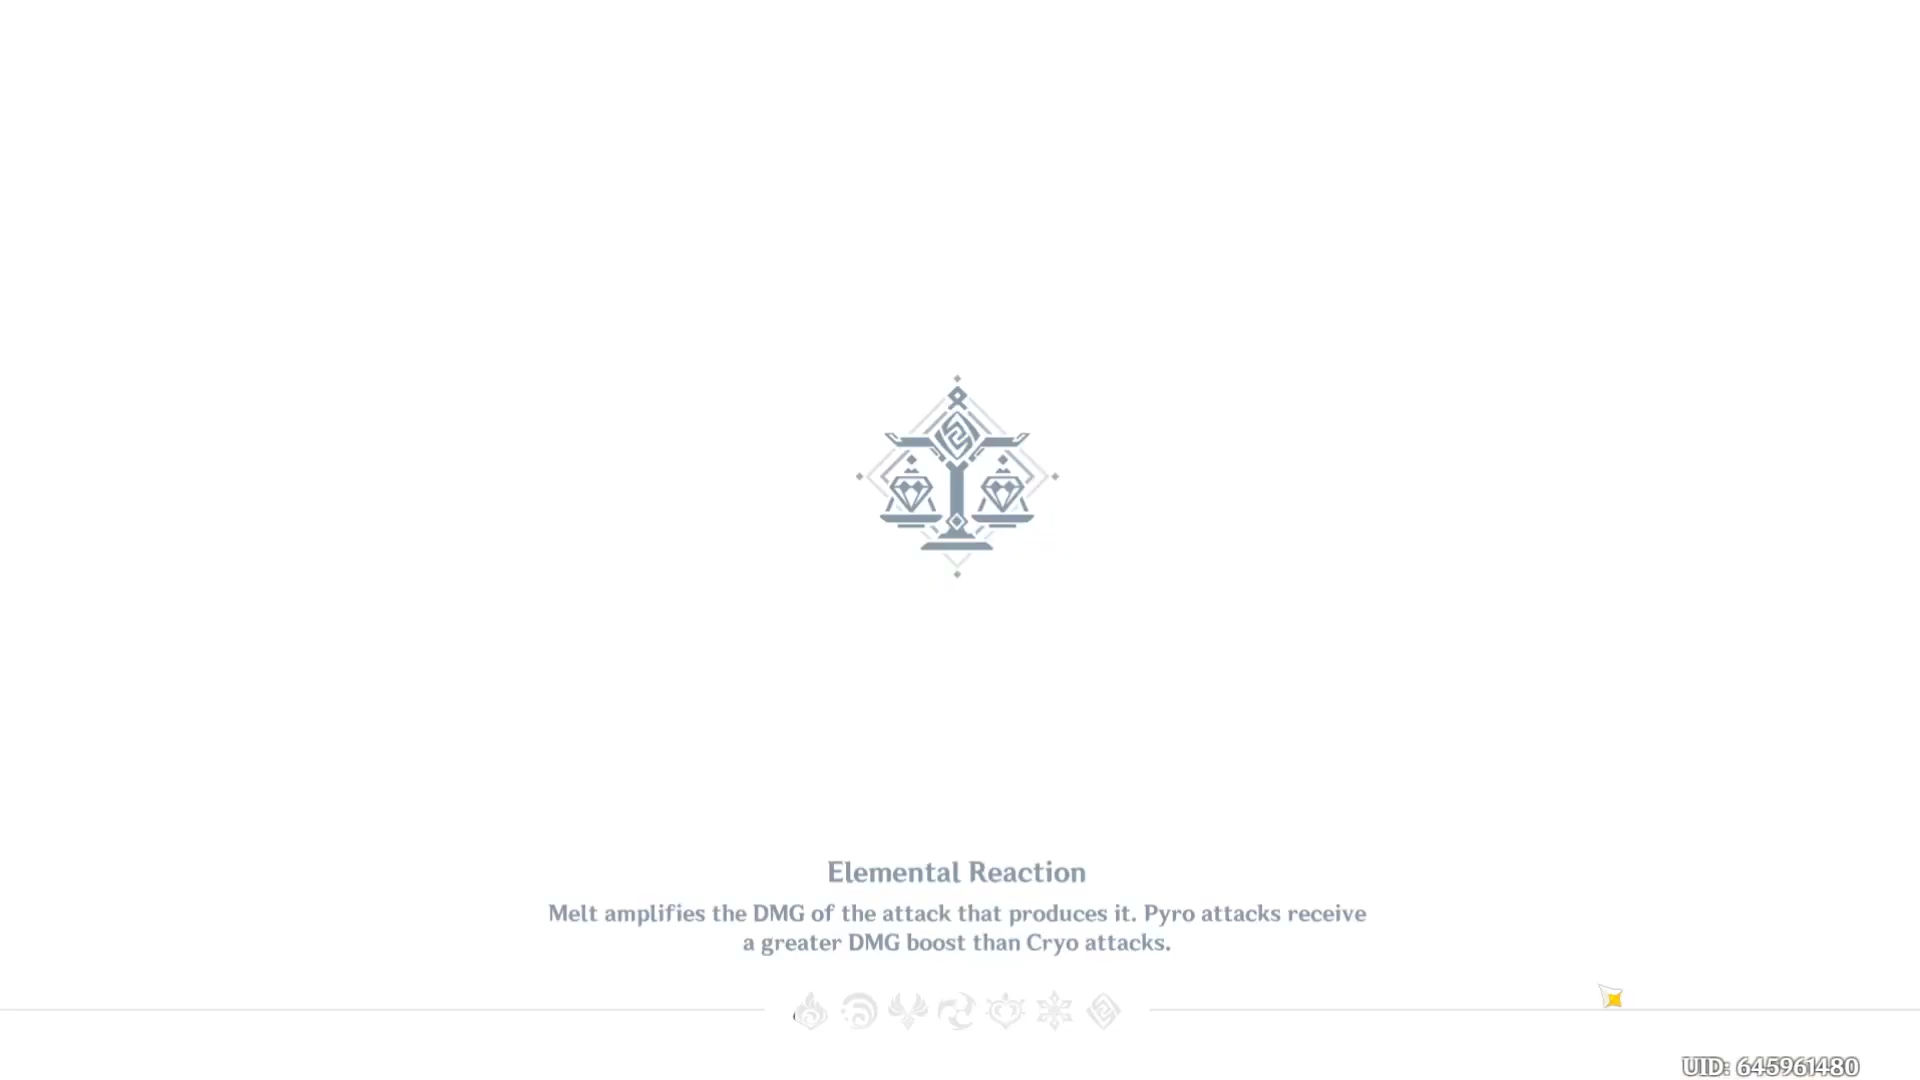 Elemental Reaction
Melt amplifies the DMG of the attack that produces it. Pyro attacks receive
a greater DMG boost than Cryo attacks.
UID: 645961480